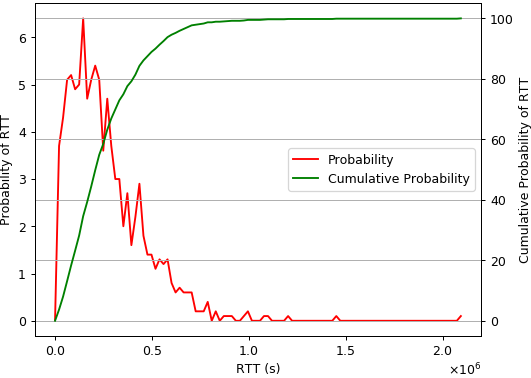 Probability of RTT
6
5
4
3
2
1
0
100
80
60
40
20
0
Cumulative Probability of RTT
Probability
Cumulative Probability
0.0 0.5 1.0 1.5 2.0
RTT (s)
×10⁶